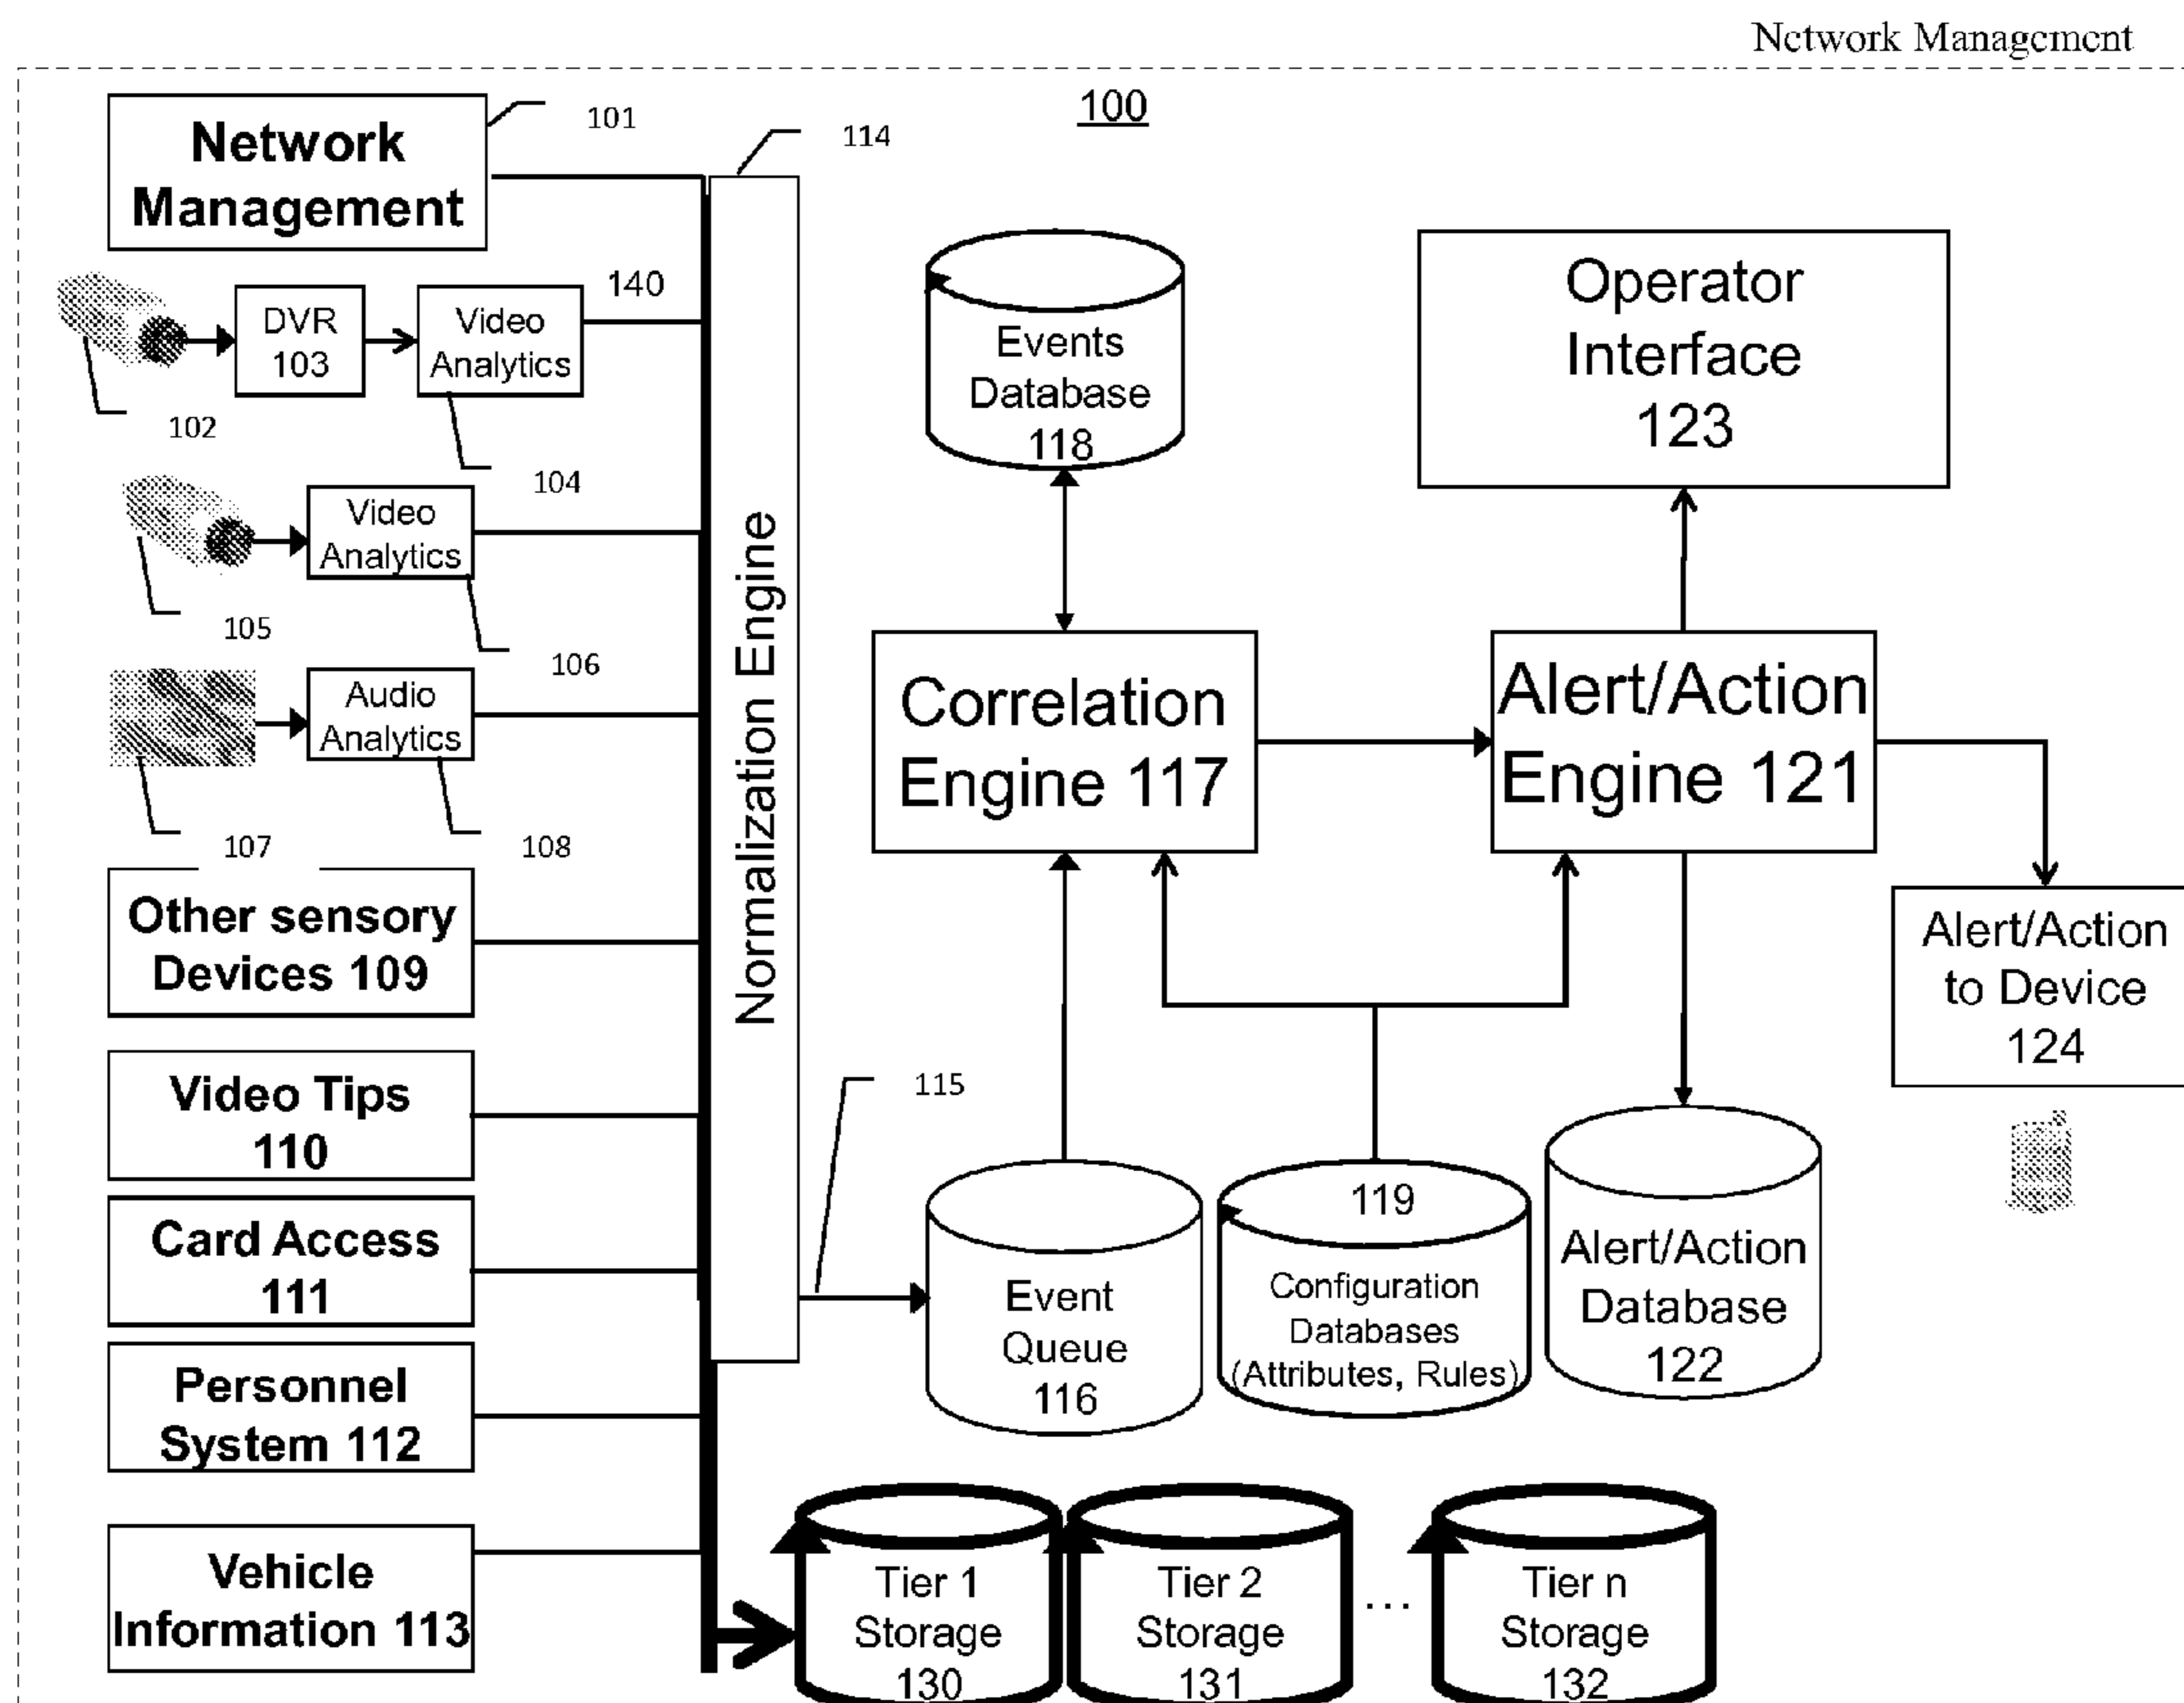 Network Management
100
Network
Management
101
114
140
DVR
103
Video
Analytics
102
104
Video
Analytics
105
106
Audio
Analytics
107
108
Other sensory
Devices 109
Video Tips
110
Card Access
111
Personnel
System 112
Vehicle
Information 113
Normalization Engine
115
Events
Database
118
Operator
Interface
123
Correlation
Engine 117
Alert/Action
Engine 121
Alert/Action
to Device
124
Event
Queue
116
119
Configuration
Databases
(Attributes, Rules)
Alert/Action
Database
122
Tier 1
Storage
130
Tier 2
Storage
131
...
Tier n
Storage
132